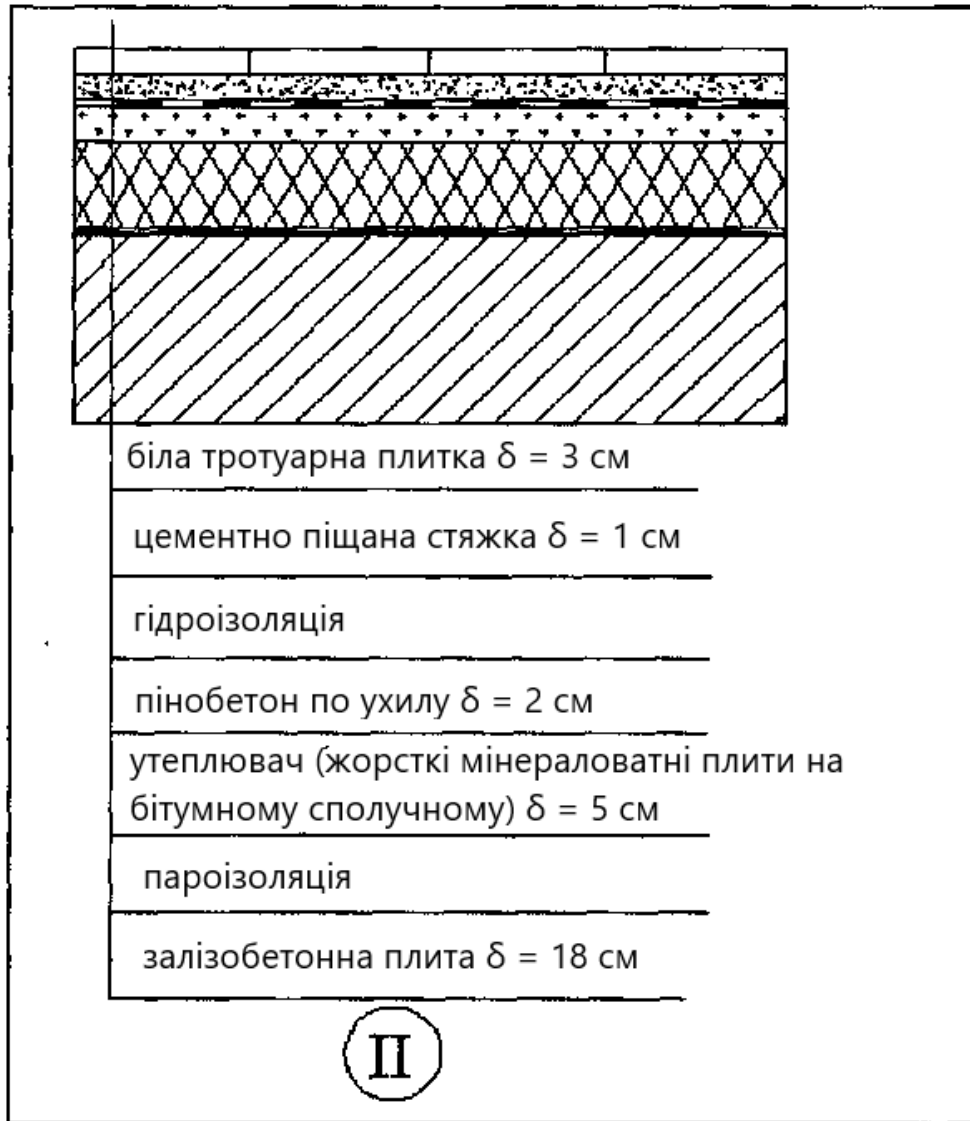 біла тротуарна плитка δ = 3 см
цементно піщана стяжка δ = 1 см
гідроізоляція
пінобетон по ухилу δ = 2 см
утеплювач (жорсткі мінераловатні плити на
бітумному сполучному) δ = 5 см
пароізоляція
залізобетонна плита δ = 18 см
II